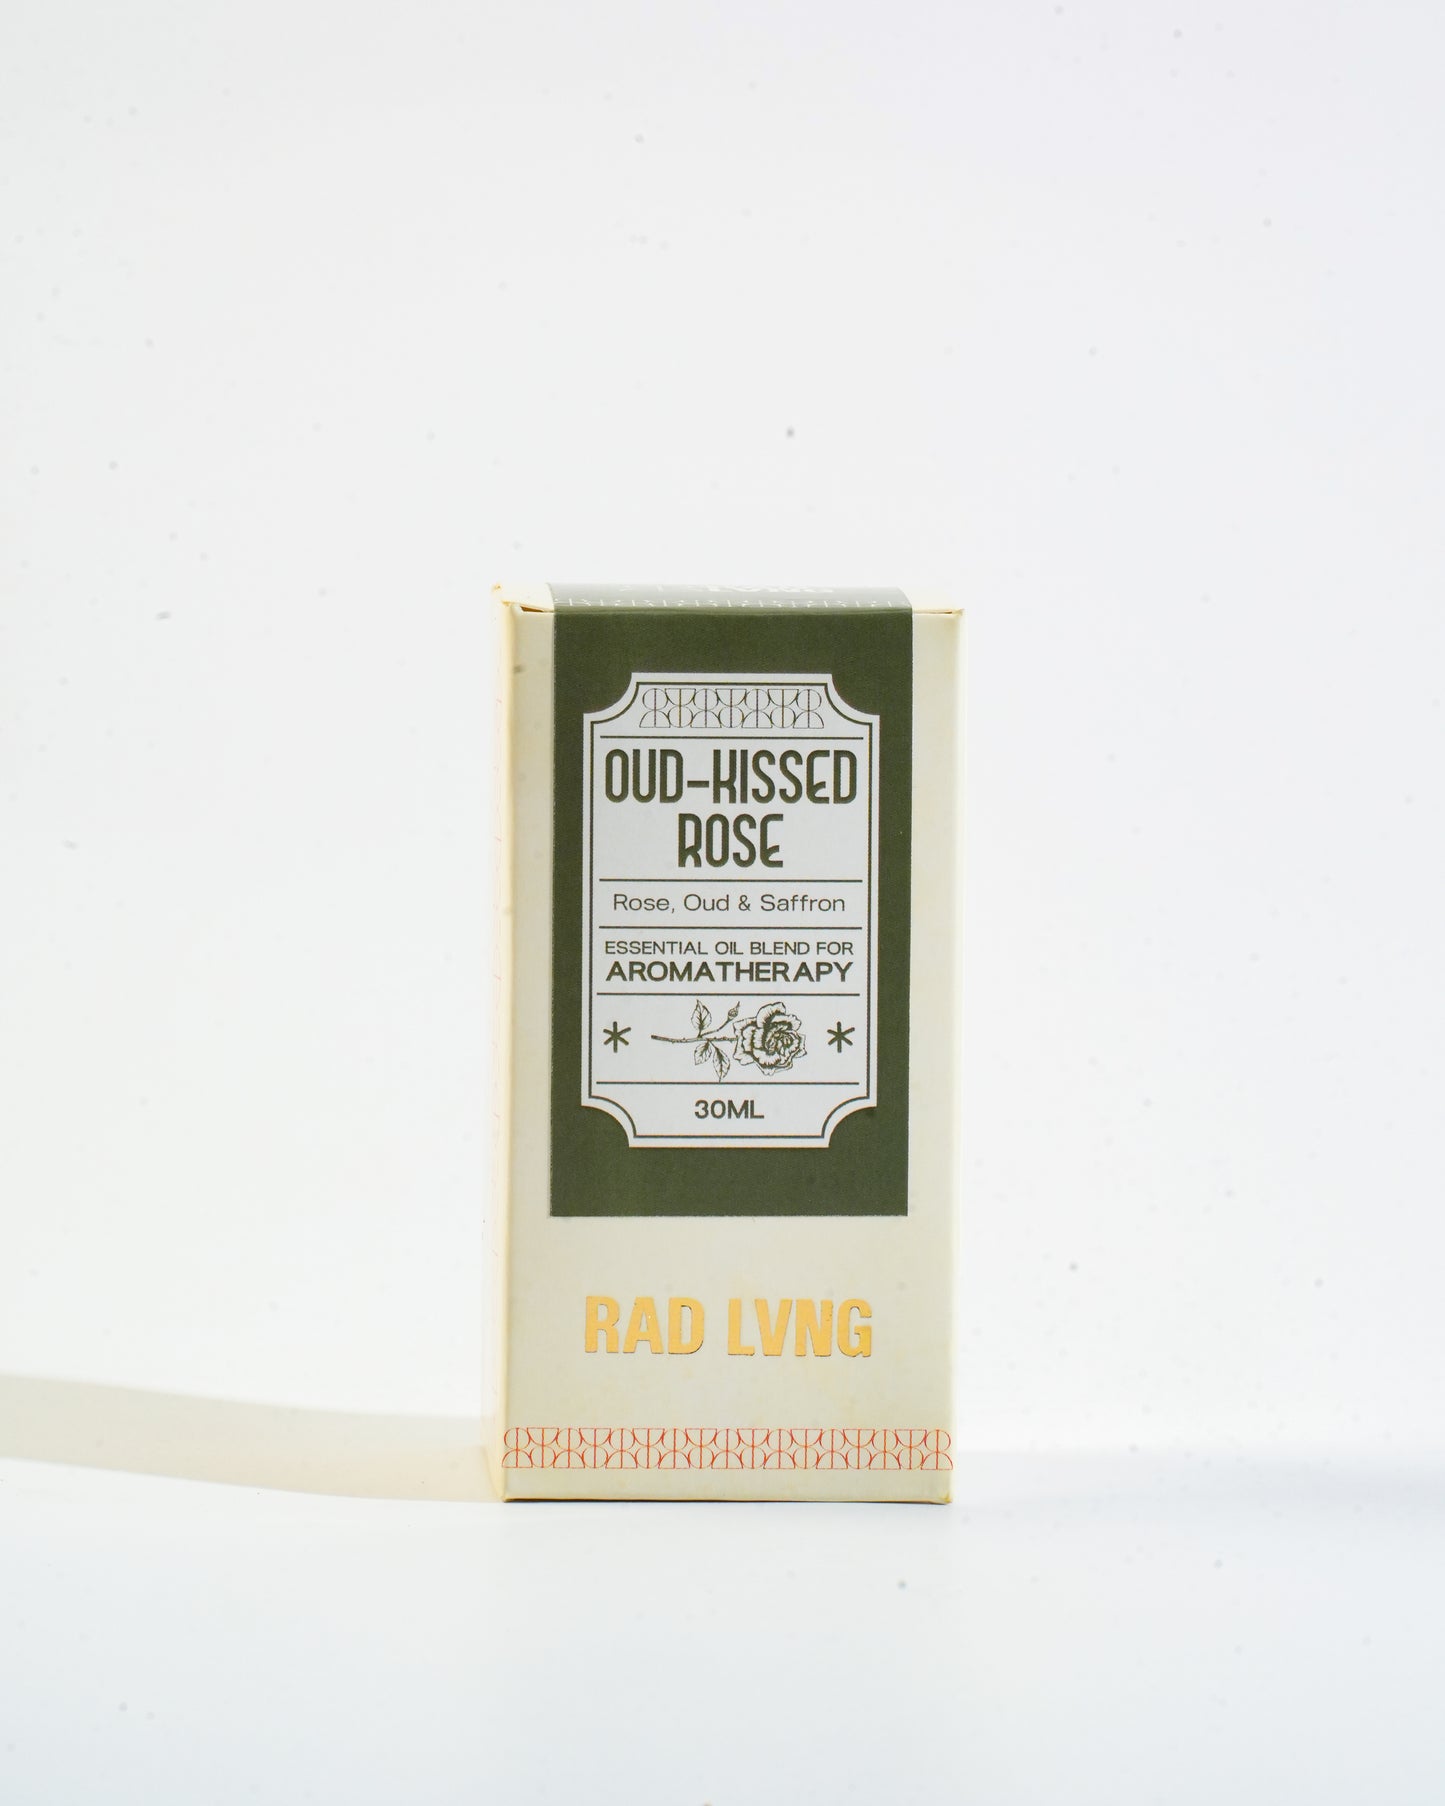 OUD-KISSED
ROSE
Rose, Oud & Saffron
ESSENTIAL OIL BLEND FOR
AROMATHERAPY
30ML
RAD LVNG